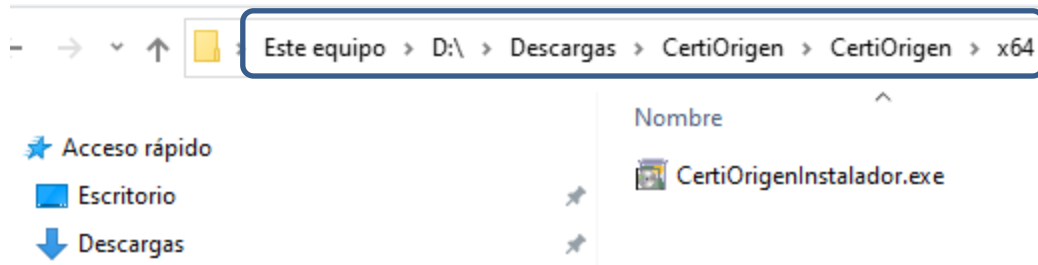 Este equipo > D:\ > Descargas > CertiOrigen > CertiOrigen > x64
Nombre
Acceso rápido
CertiOrigenInstalador.exe
Escritorio
Descargas